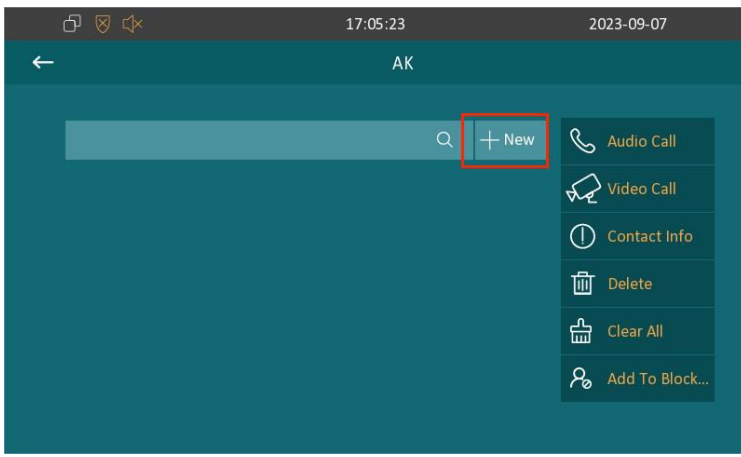 17:05:23 2023-09-07
AK
New
Audio Call
Video Call
Contact Info
Delete
Clear All
Add To Block...